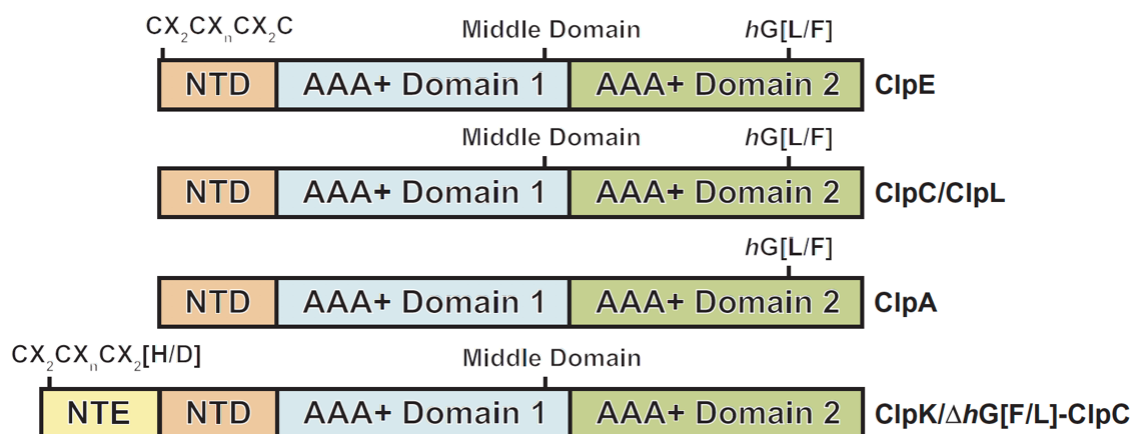 CX₂CXₙCX₂C Middle Domain hG[L/F]
NTD AAA+ Domain 1 AAA+ Domain 2 ClpE
Middle Domain hG[L/F]
NTD AAA+ Domain 1 AAA+ Domain 2 ClpC/ClpL
hG[L/F]
NTD AAA+ Domain 1 AAA+ Domain 2 ClpA
CX₂CXₙCX₂[H/D] Middle Domain
NTE NTD AAA+ Domain 1 AAA+ Domain 2 ClpK/ΔhG[F/L]-ClpC